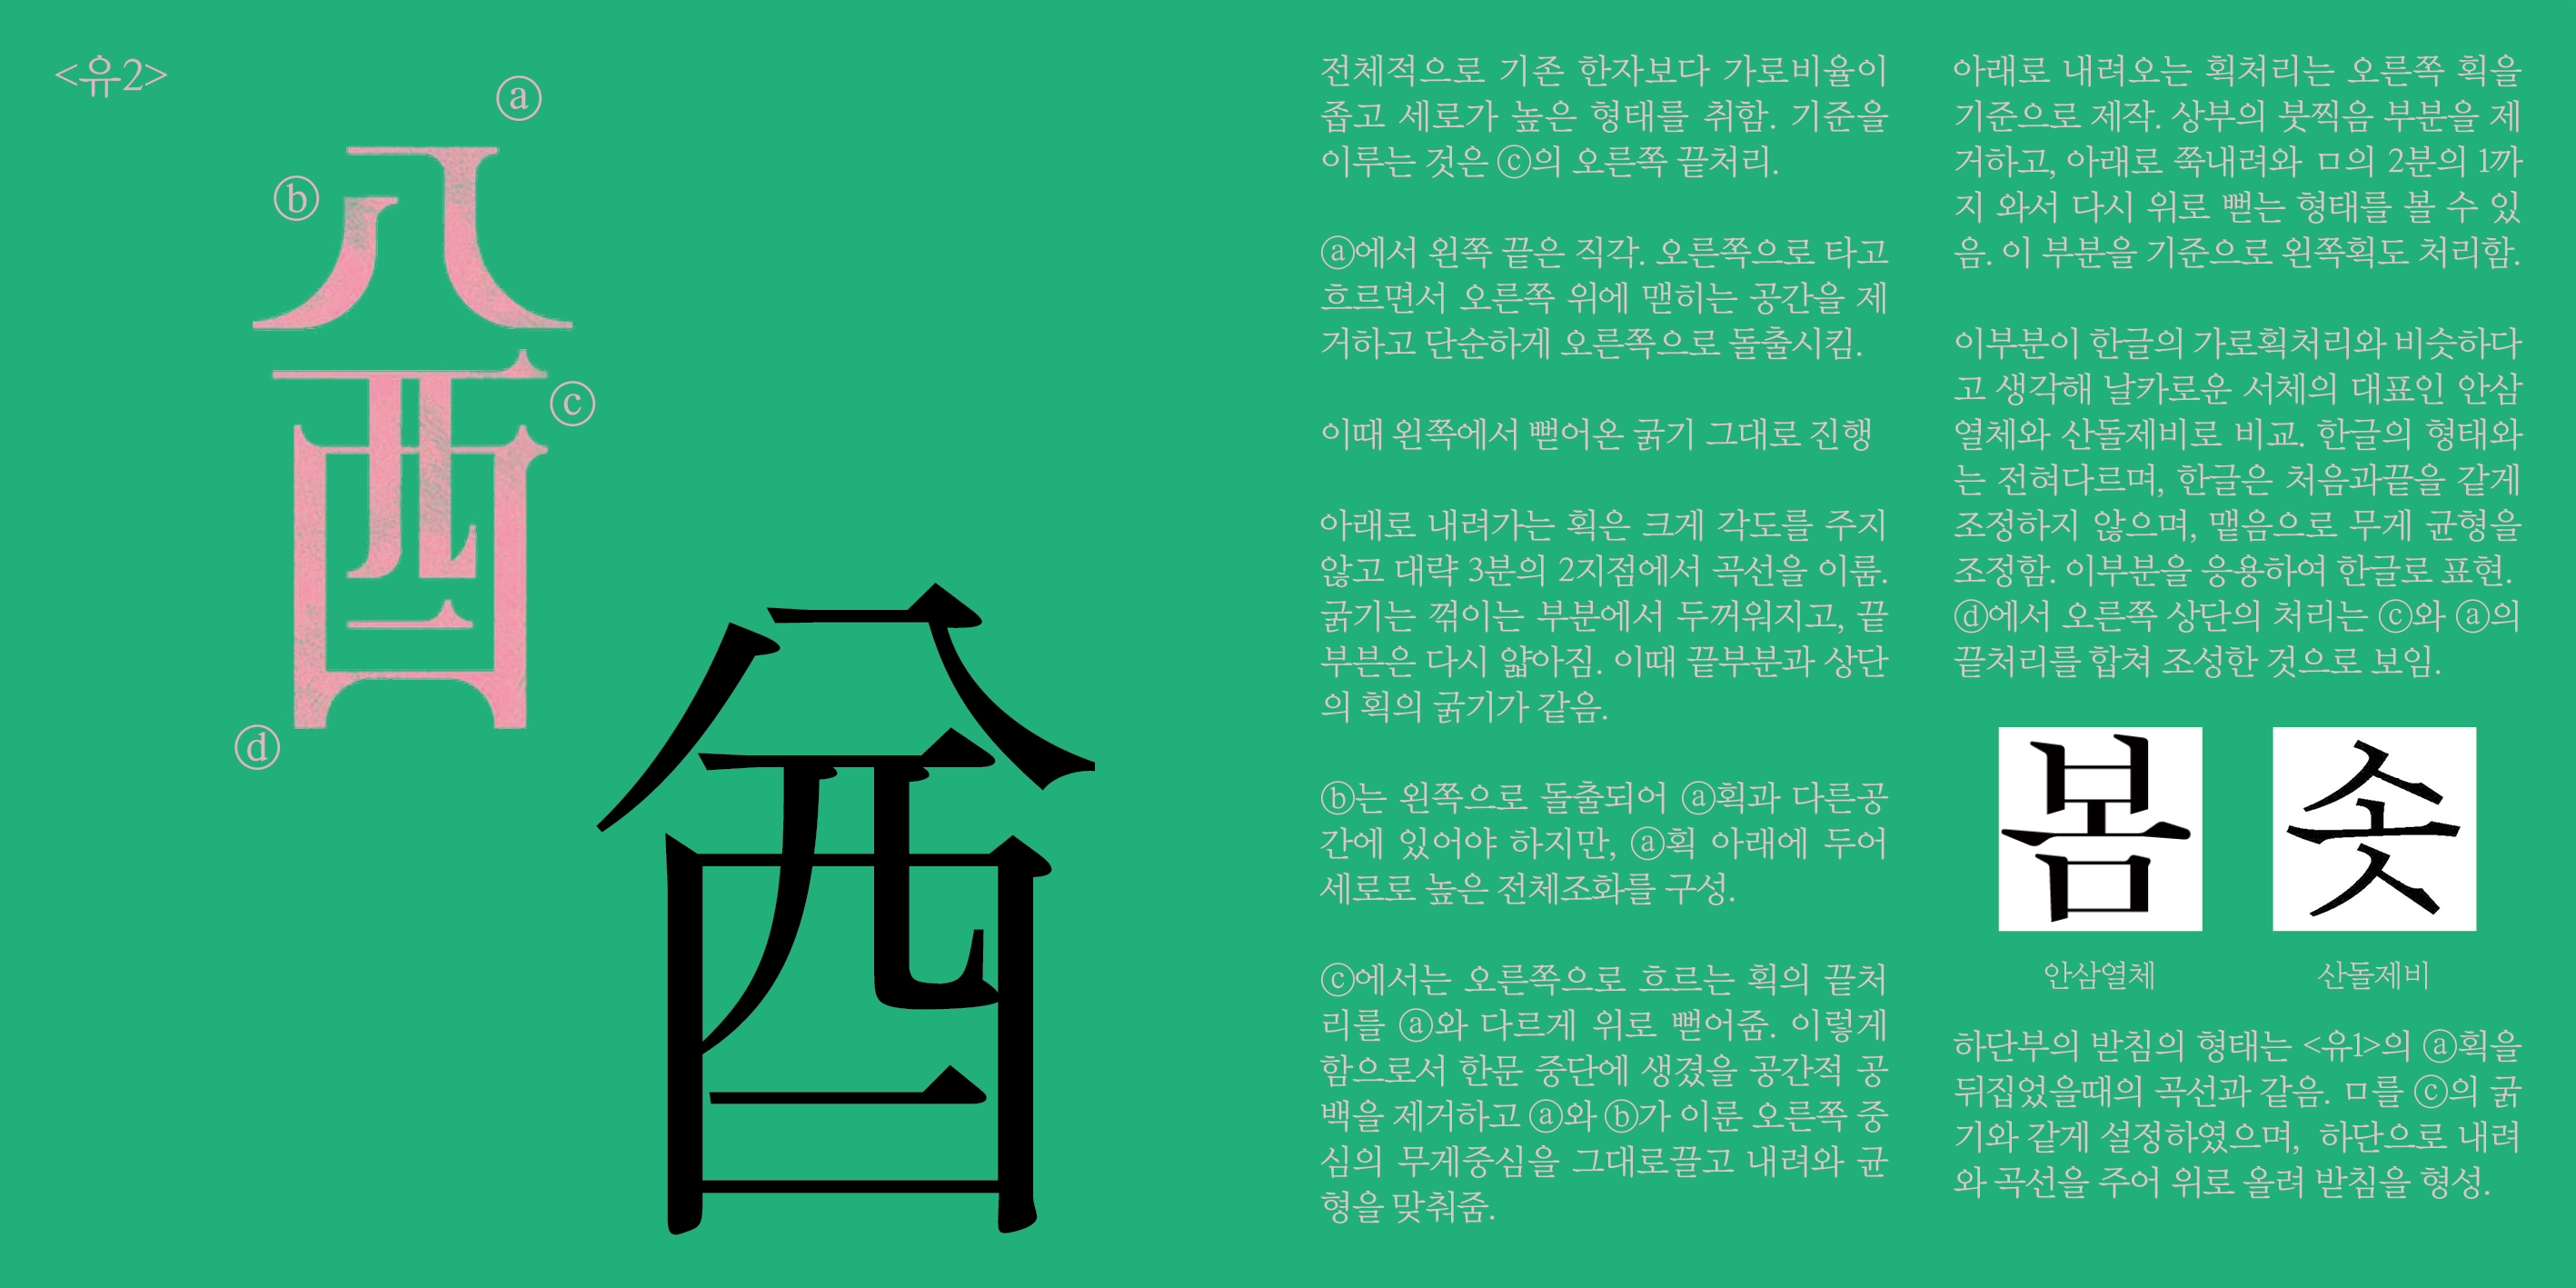 <유2>
ⓐ
ⓑ
ⓒ
ⓓ
전체적으로 기존 한자보다 가로비율이
좁고 세로가 높은 형태를 취함. 기준을
이루는 것은 ⓒ의 오른쪽 끝처리.
ⓐ에서 왼쪽 끝은 직각. 오른쪽으로 타고
흐르면서 오른쪽 위에 맨히는 공간을 제
거하고 단순하게 오른쪽으로 돌출시킴.
이때 왼쪽에서 뻗어온 굵기 그대로 진행
아래로 내려가는 획은 크게 각도를 주지
않고 대략 3분의 2지점에서 곡선을 이룸.
굵기는 꺾이는 부분에서 두꺼워지고, 끝
부븐은 다시 얇아짐. 이때 끝부분과 상단
의 획의 굵기가 같음.
ⓑ는 왼쪽으로 돌출되어 ⓐ획과 다른공
간에 있어야 하지만, ⓐ획 아래에 두어
세로로 높은 전체조화를 구성.
ⓒ에서는 오른쪽으로 흐르는 획의 끝처
리를 ⓐ와 다르게 위로 뻗어줌. 이렇게
함으로서 한문 중단에 생겼을 공간적 공
백을 제거하고 ⓐ와 ⓑ가 이룬 오른쪽 중
심의 무게중심을 그대로끌고 내려와 균
형을 맞춰줌.
아래로 내려오는 획처리는 오른쪽 획을
기준으로 제작. 상부의 붓찍음 부분을 제
거하고, 아래로 쭉내려와 ㅁ의 2분의 1까
지 와서 다시 위로 뻗는 형태를 볼 수 있
음. 이 부분을 기준으로 왼쪽획도 처리함.
이부분이 한글의 가로획처리와 비슷하다
고 생각해 날카로운 서체의 대표인 안삼
열체와 산돌제비로 비교. 한글의 형태와
는 전혀다르며, 한글은 처음과끝을 같게
조정하지 않으며, 맽음으로 무게 균형을
조정함. 이부분을 응용하여 한글로 표현.
ⓓ에서 오른쪽 상단의 처리는 ⓒ와 ⓐ의
끝처리를 합쳐 조성한 것으로 보임.
봄
솟
안삼열체
산돌제비
하단부의 받침의 형태는 <유1>의 ⓐ획을
뒤집었을때의 곡선과 같음. ㅁ를 ⓒ의 굵
기와 같게 설정하였으며, 하단으로 내려
와 곡선을 주어 위로 올려 받침을 형성.